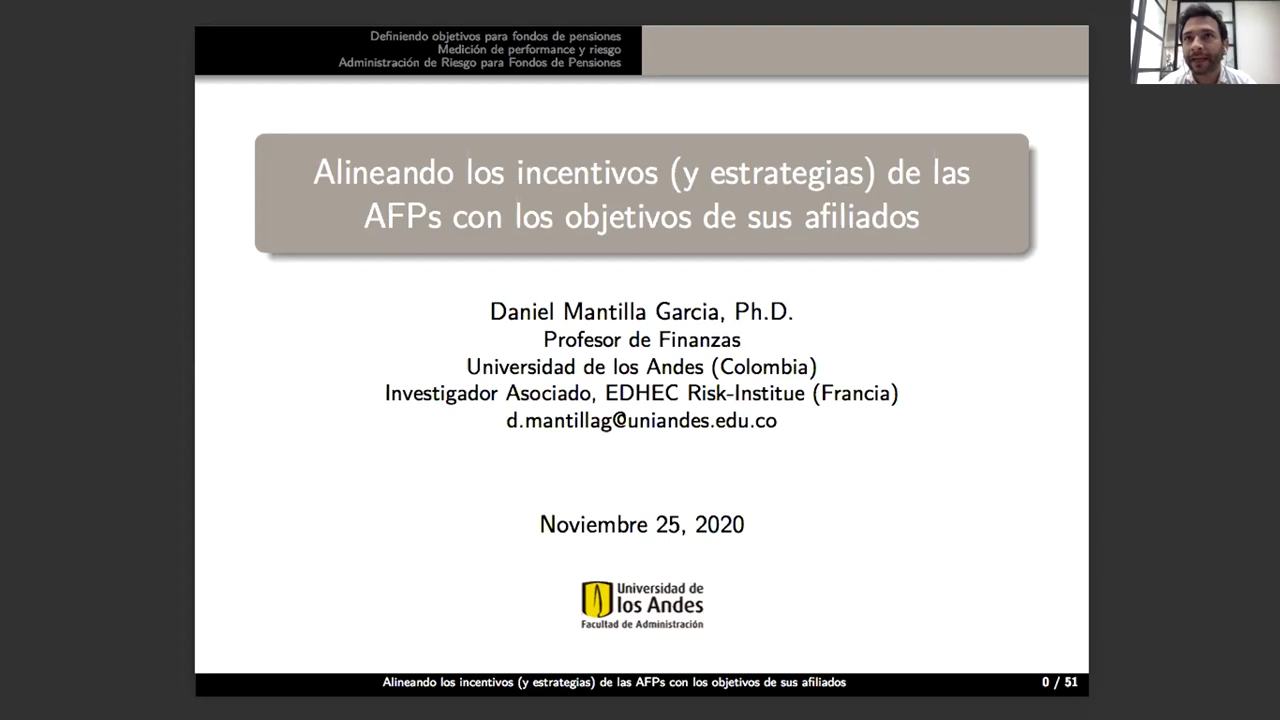 Definiendo objetivos para fondos de pensiones
Medición de performance y riesgo
Administración de Riesgo para Fondos de Pensiones
Alineando los incentivos (y estrategias) de las
AFPs con los objetivos de sus afiliados
Daniel Mantilla Garcia, Ph.D.
Profesor de Finanzas
Universidad de los Andes (Colombia)
Investigador Asociado, EDHEC Risk-Institue (Francia)
d.mantillag@uniandes.edu.co
Noviembre 25, 2020
Universidad de
los Andes
Facultad de Administración
Alineando los incentivos (y estrategias) de las AFPs con los objetivos de sus afiliados
0 / 51